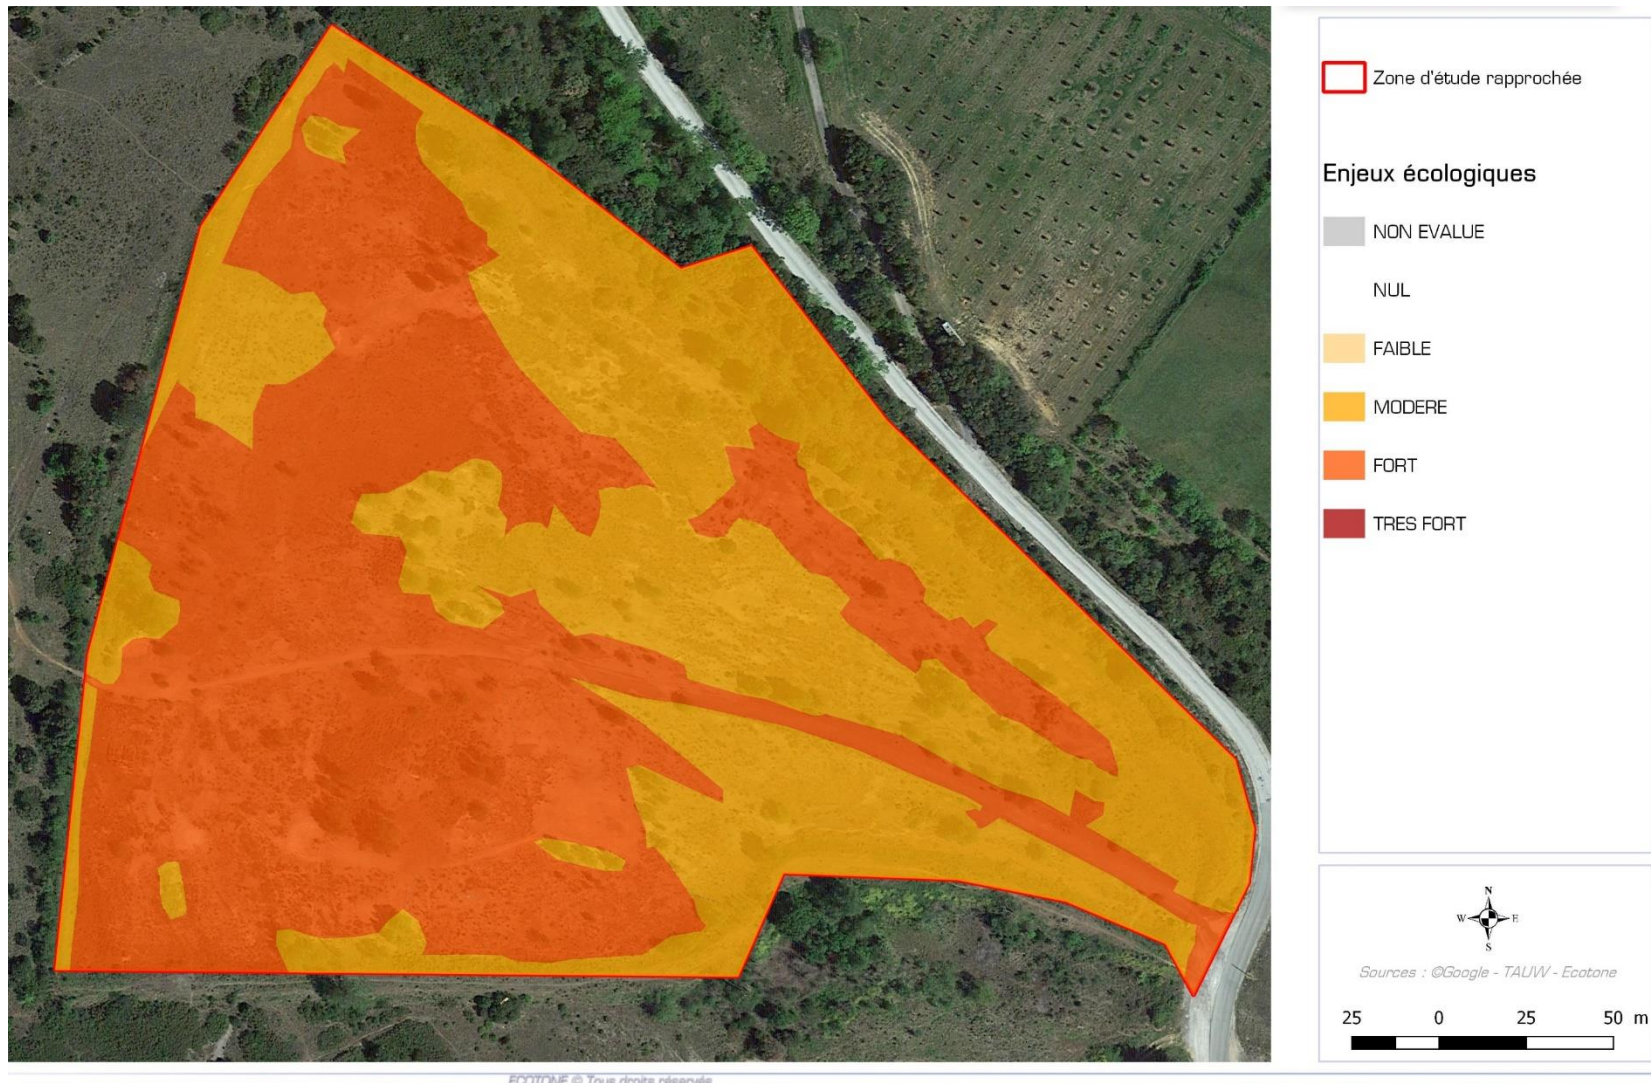 Zone d'étude rapprochée
Enjeux écologiques
NON EVALUE
NUL
FAIBLE
MODERE
FORT
TRES FORT
N
W E
S
Sources : ©Google - TAUW - Ecotone
25 0 25 50 m
ECOTONE © Tous droits réservés